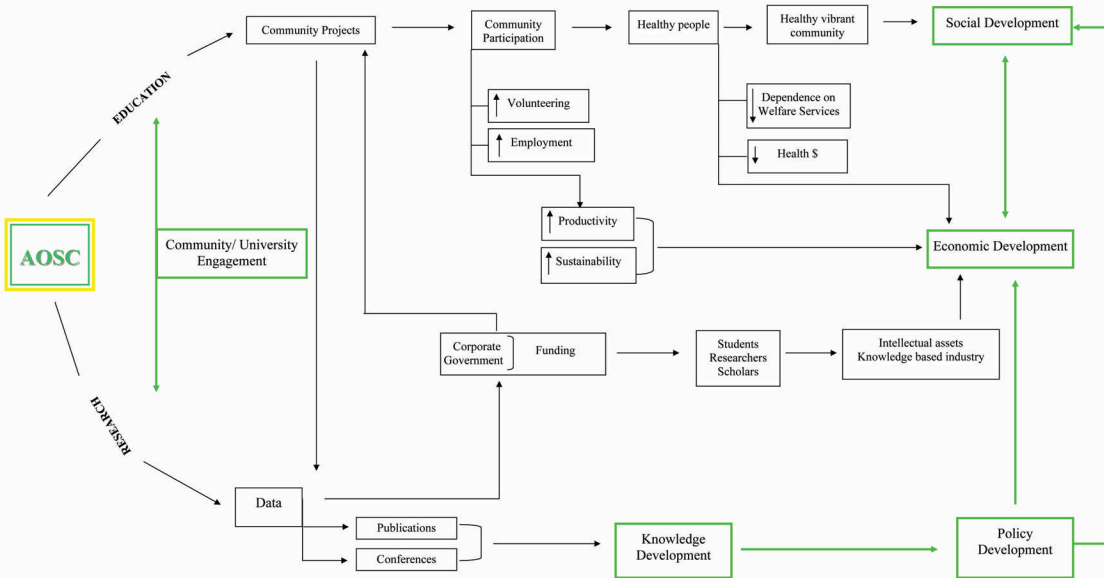 Community Projects
Community
Participation
Healthy people
Healthy vibrant
community
Social Development
EDUCATION
Volunteering
Employment
Dependence on
Welfare Services
Health $
Productivity
Sustainability
AOSC
Community/ University
Engagement
Economic Development
Corporate
Government
Funding
Students
Researchers
Scholars
Intellectual assets
Knowledge based industry
RESEARCH
Data
Publications
Conferences
Knowledge
Development
Policy
Development